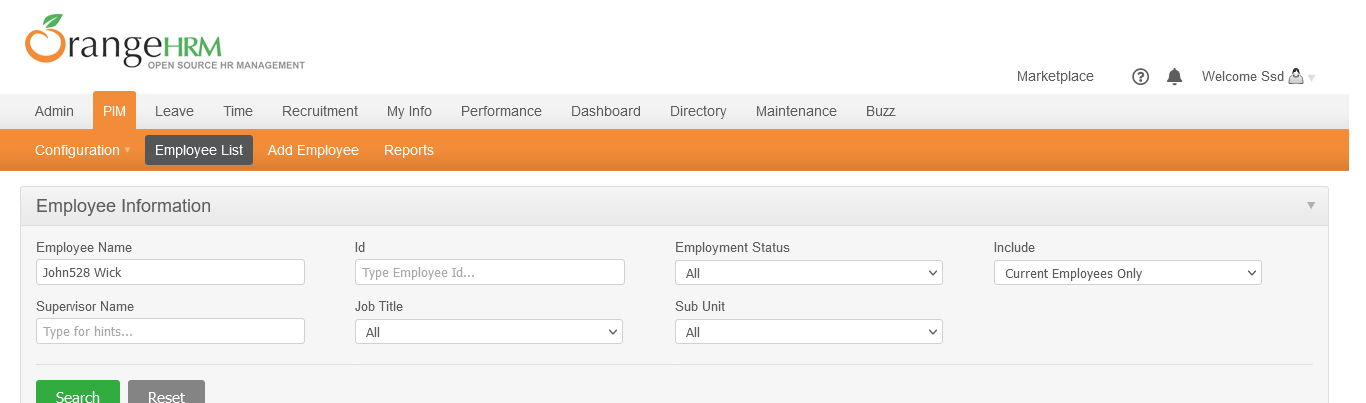 OrangeHRM
OPEN SOURCE HR MANAGEMENT
Marketplace ? Welcome Ssd
Admin PIM Leave Time Recruitment My Info Performance Dashboard Directory Maintenance Buzz
Configuration Employee List Add Employee Reports
Employee Information
Employee Name Id Employment Status Include
John528 Wick Type Employee Id... All Current Employees Only
Supervisor Name Job Title Sub Unit
Type for hints... All All
Search Reset